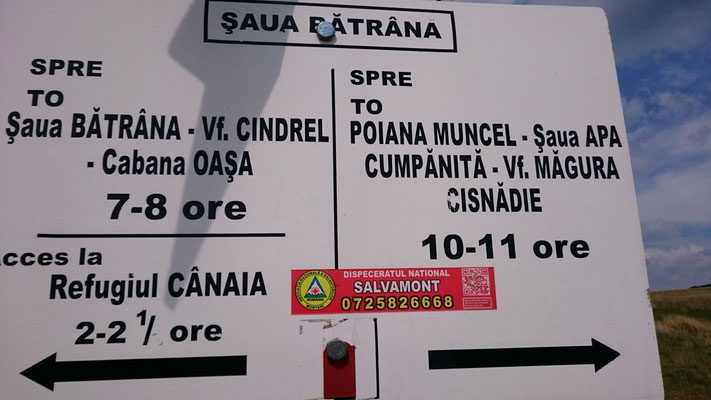 ŞAUA BĂTRÂNA
SPRE
TO
Şaua BĂTRÂNA - Vf. CINDREL
- Cabana OAŞA
7-8 ore
Acces la
Refugiul CÂNAIA
2-2 1/ ore
SPRE
TO
POIANA MUNCEL - Şaua APA
CUMPĂNITĂ - Vf. MĂGURA
CISNĂDIE
10-11 ore
DISPECERATUL NATIONAL
SALVAMONT
0725826668
ROMANIA